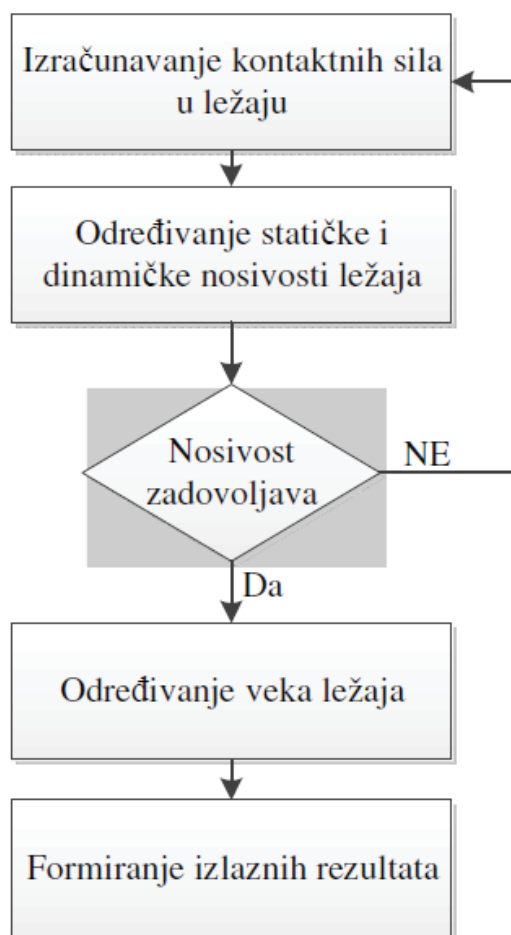 Izračunavanje kontaktnih sila
u ležaju
Određivanje statičke i
dinamičke nosivosti ležaja
Nosivost
zadovoljava
NE
Da
Određivanje veka ležaja
Formiranje izlaznih rezultata